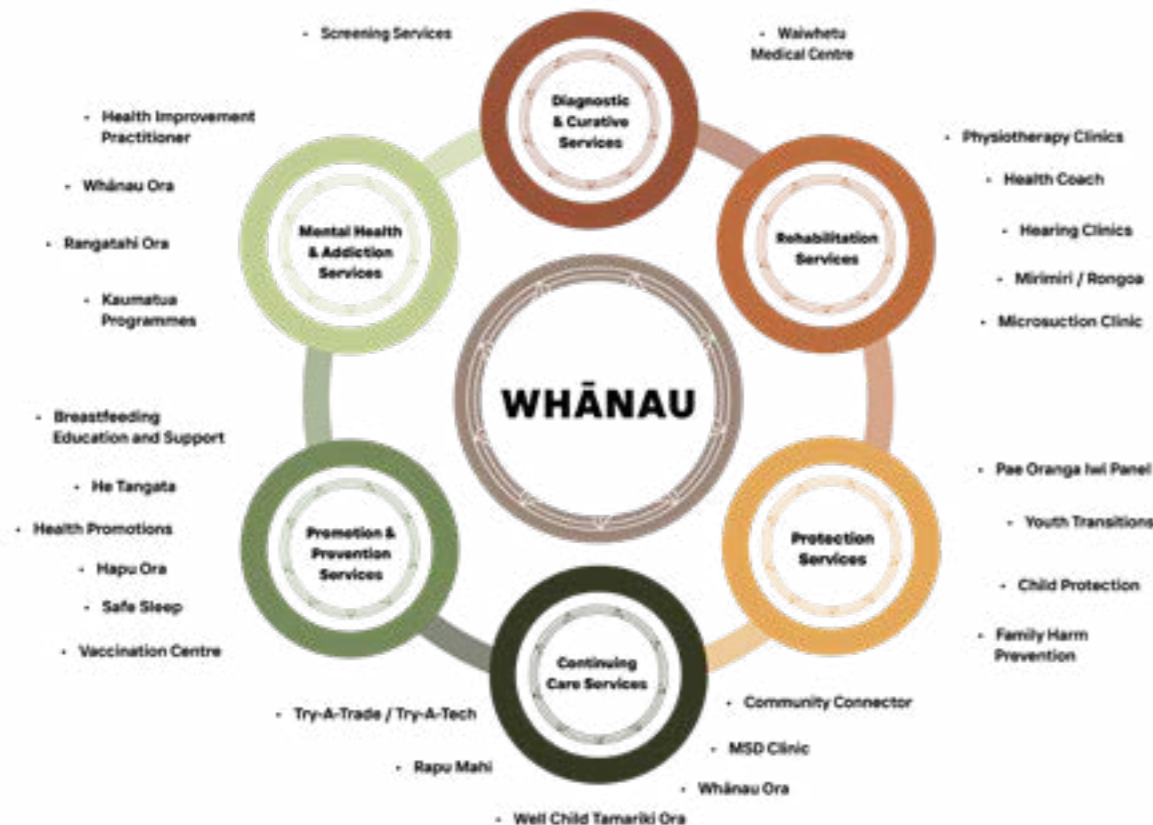 • Screening Services
• Waiwhetu
Medical Centre
Diagnostic
& Curative
Services
• Health Improvement
Practitioner
• Whānau Ora
• Rangatahi Ora
• Kaumatua
Programmes
Mental Health
& Addiction
Services
Rehabilitation
Services
• Physiotherapy Clinics
• Health Coach
• Hearing Clinics
• Mirimiri / Rongoa
• Microsuction Clinic
WHĀNAU
• Breastfeeding
Education and Support
• He Tangata
• Health Promotions
• Hapu Ora
• Safe Sleep
• Vaccination Centre
Promotion &
Prevention
Services
Protection
Services
• Pae Oranga Iwi Panel
• Youth Transitions
• Child Protection
• Family Harm
Prevention
Continuing
Care Services
• Try-A-Trade / Try-A-Tech
• Rapu Mahi
• Well Child Tamariki Ora
• Whānau Ora
• MSD Clinic
• Community Connector